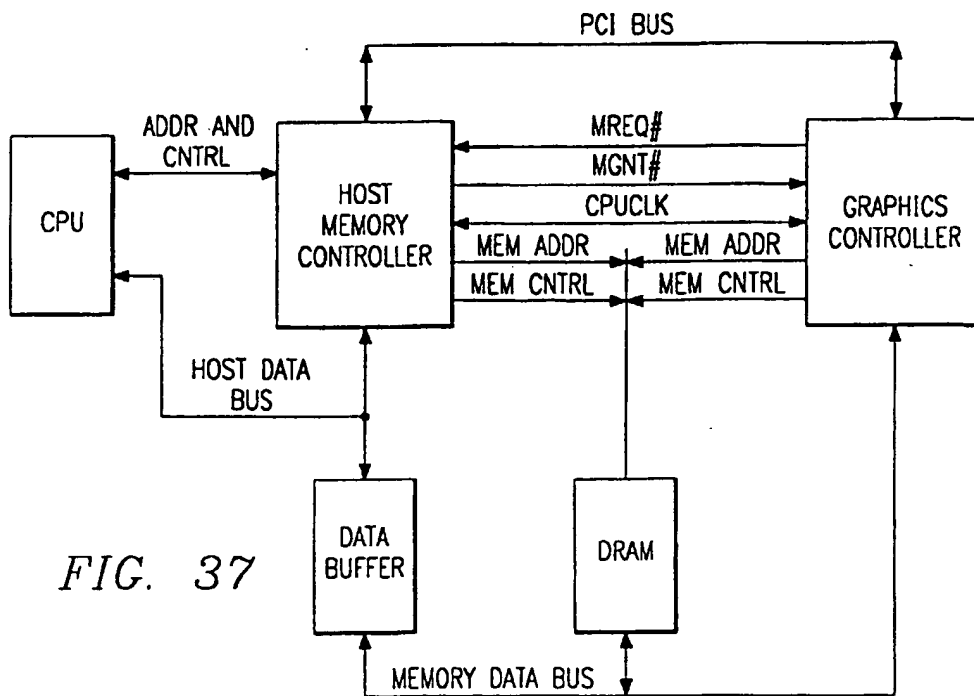 PCI BUS
ADDR AND
CNTRL
MREQ#
MGNT#
CPUCLK
MEM ADDR
MEM ADDR
MEM CNTRL
MEM CNTRL
CPU
HOST
MEMORY
CONTROLLER
GRAPHICS
CONTROLLER
HOST DATA
BUS
DATA
BUFFER
DRAM
FIG. 37
MEMORY DATA BUS